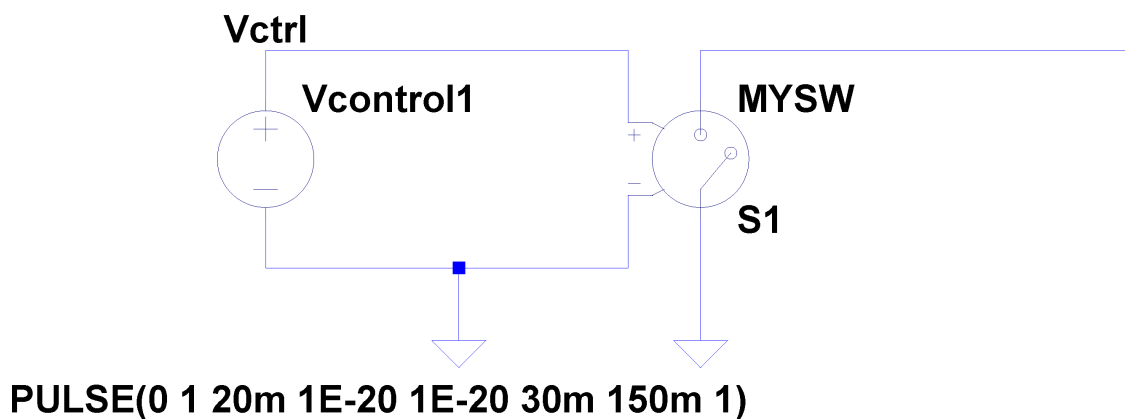 Vctrl
Vcontrol1
MYSW
S1
PULSE(0 1 20m 1E-20 1E-20 30m 150m 1)